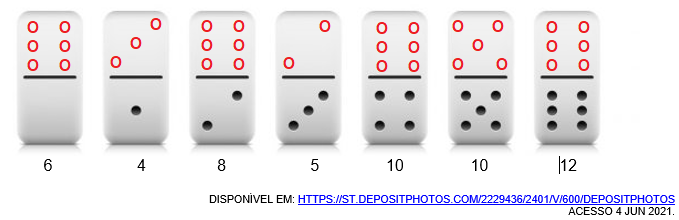 6 4 8 5 10 10 12
DISPONÍVEL EM: HTTPS://ST.DEPOSITPHOTOS.COM/2229436/2401/V/600/DEPOSITPHOTOS
ACESSO 4 JUN 2021.